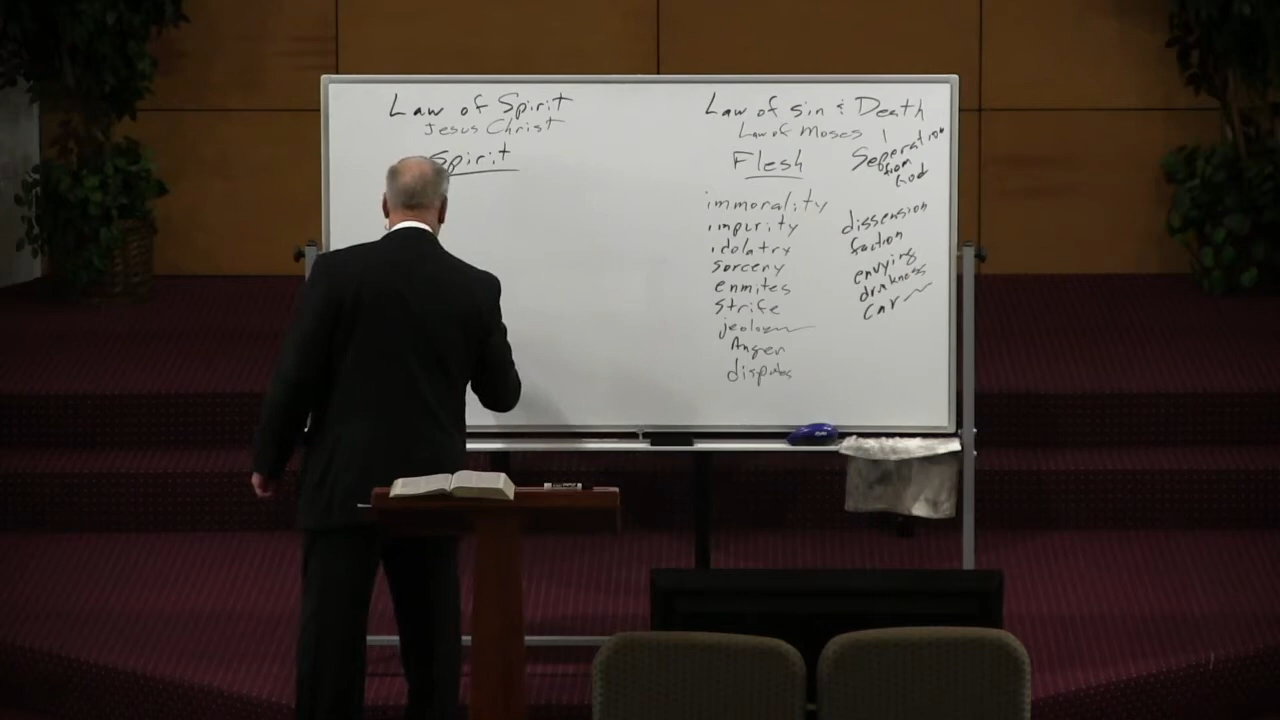 Law of Spirit
Jesus Christ
Spirit
Law of Sin & Death
Law of Moses
Seperation
from
God
Flesh
immorality
impurity
idolatry
sorcery
enmites
strife
Anger
disputes
dissension
faction
envying
drunkness
Car